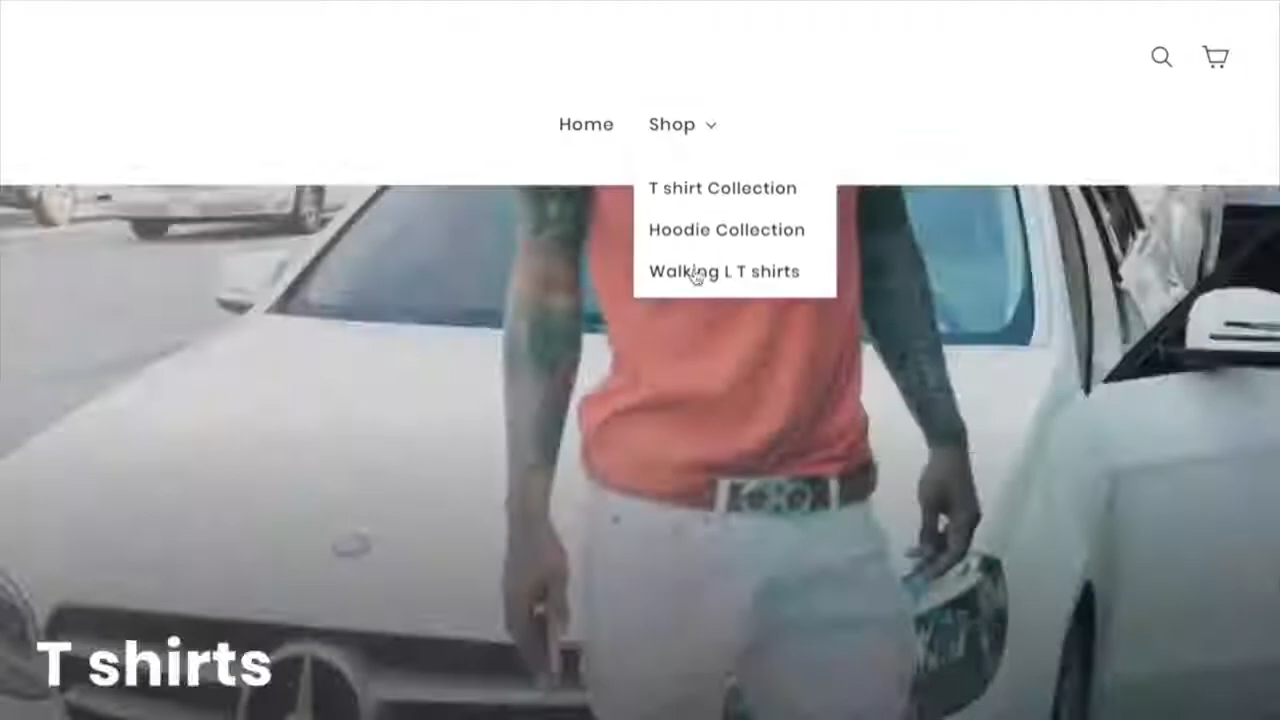 Home
Shop
T shirt Collection
Hoodie Collection
Walking L T shirts
T shirts